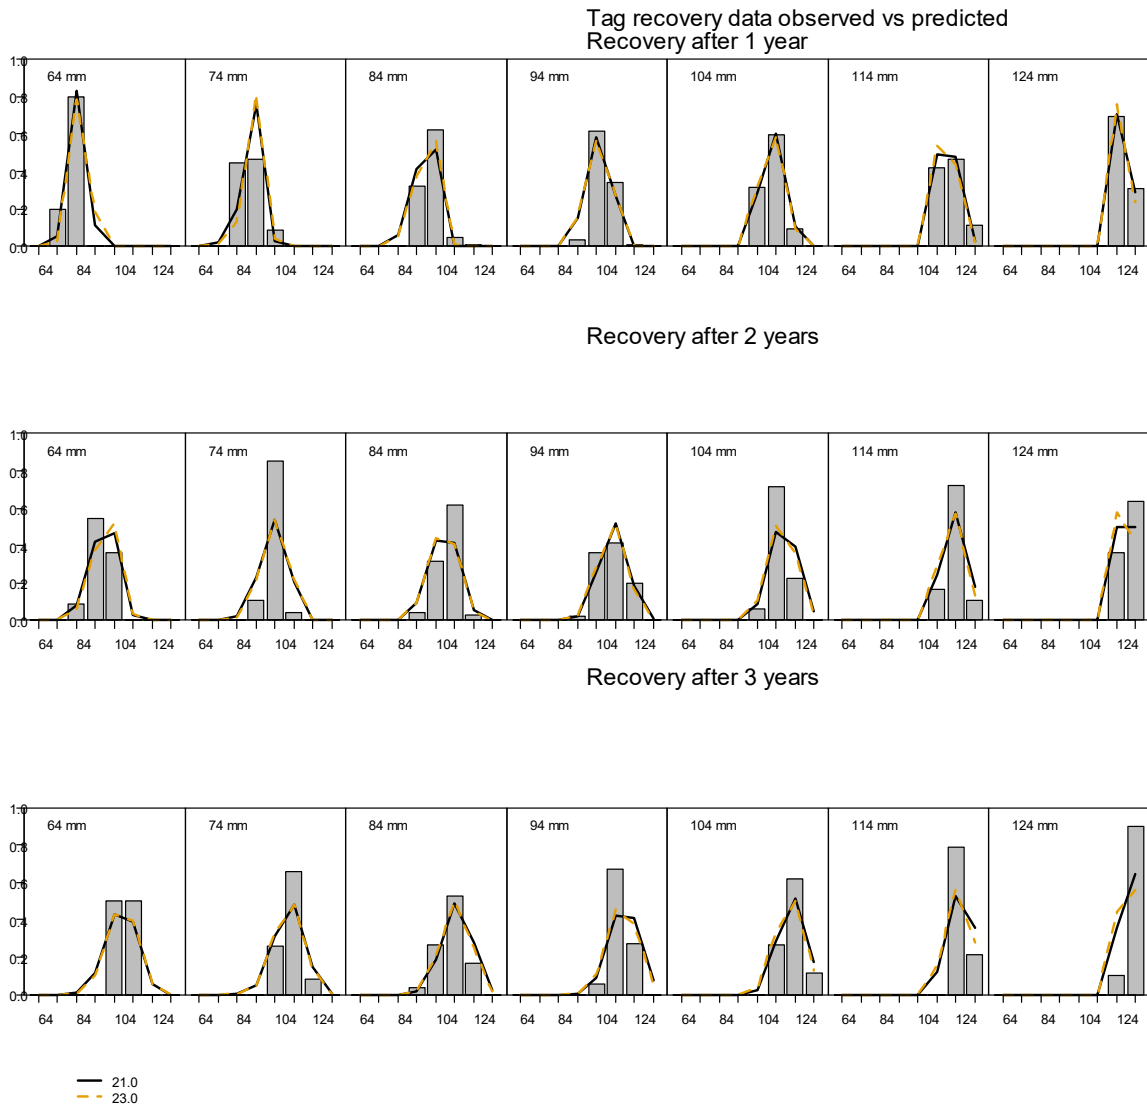 Tag recovery data observed vs predicted
Recovery after 1 year
1.0
0.8
0.6
0.4
0.2
0.0
64 mm
74 mm
84 mm
94 mm
104 mm
114 mm
124 mm
64 84 104 124 64 84 104 124 64 84 104 124 64 84 104 124 64 84 104 124 64 84 104 124 64 84 104 124
Recovery after 2 years
1.0
0.8
0.6
0.4
0.2
0.0
64 mm
74 mm
84 mm
94 mm
104 mm
114 mm
124 mm
64 84 104 124 64 84 104 124 64 84 104 124 64 84 104 124 64 84 104 124 64 84 104 124 64 84 104 124
Recovery after 3 years
1.0
0.8
0.6
0.4
0.2
0.0
64 mm
74 mm
84 mm
94 mm
104 mm
114 mm
124 mm
64 84 104 124 64 84 104 124 64 84 104 124 64 84 104 124 64 84 104 124 64 84 104 124 64 84 104 124
21.0
23.0